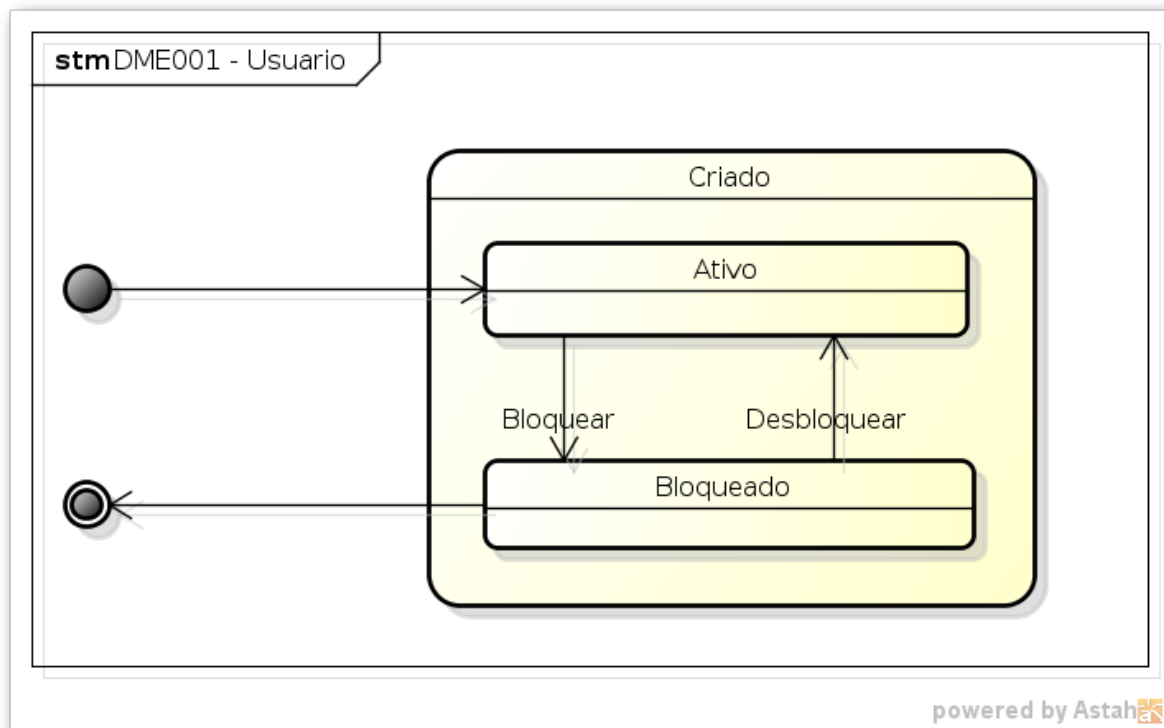 stm DME001 - Usuario
Criado
Ativo
Bloquear
Desbloquear
Bloqueado
powered by Astah